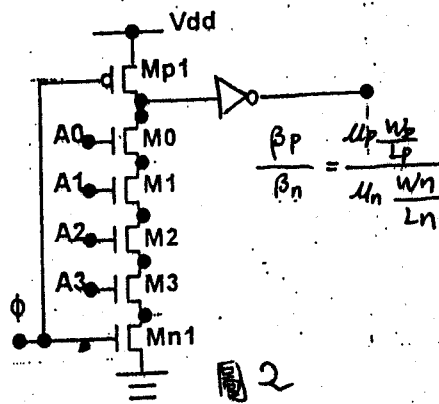 Vdd
Mp1
A0
M0
βp/βn = μp Wp/Lp / μn Wn/Ln
A1
M1
A2
M2
A3
M3
ϕ
Mn1
圖2